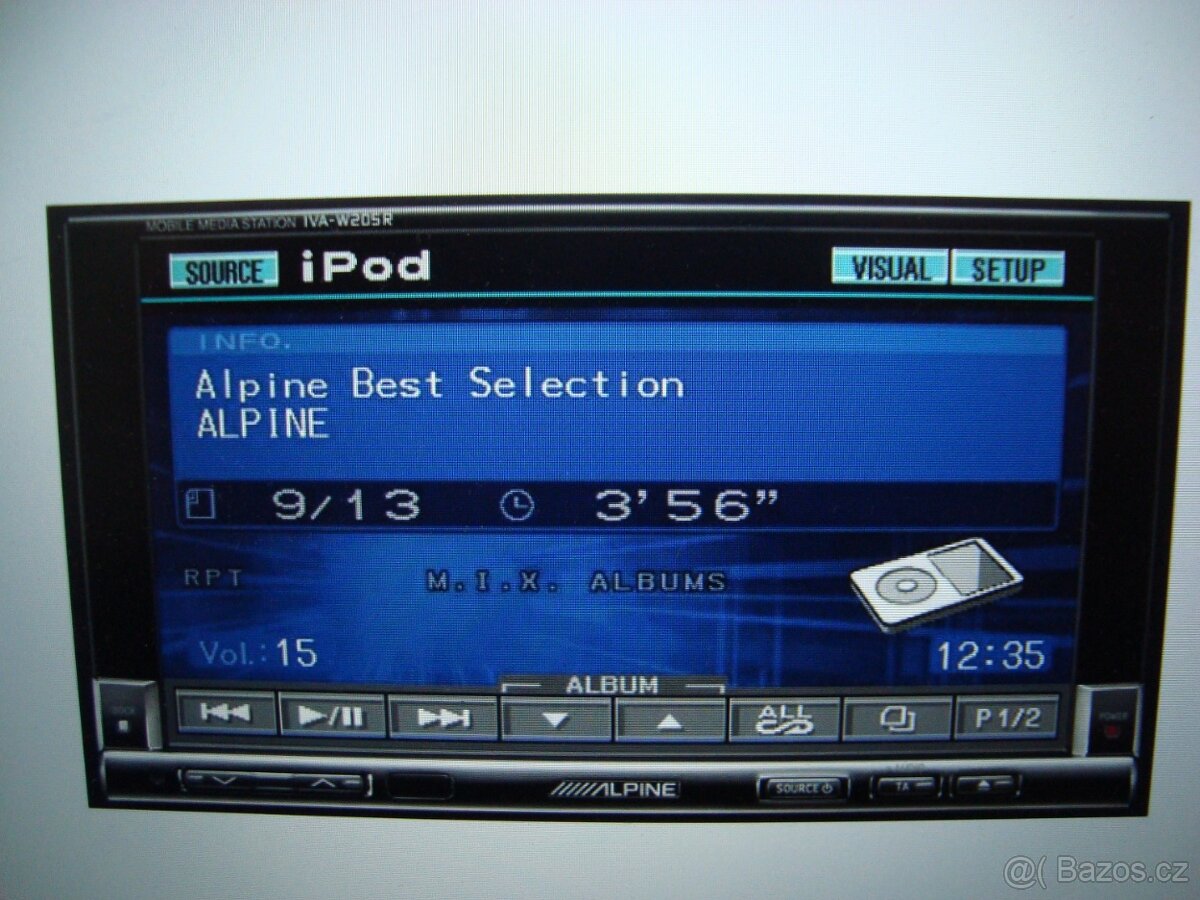 MOBILE MEDIA STATION IVA-W205R
SOURCE iPod VISUAL SETUP
INFO.
Alpine Best Selection
ALPINE
9/13 3'56"
RPT M.I.X. ALBUMS
Vol.: 15 12:35
ALBUM
ALL P 1/2
ALPINE SOURCE TA
@( Bazos.cz